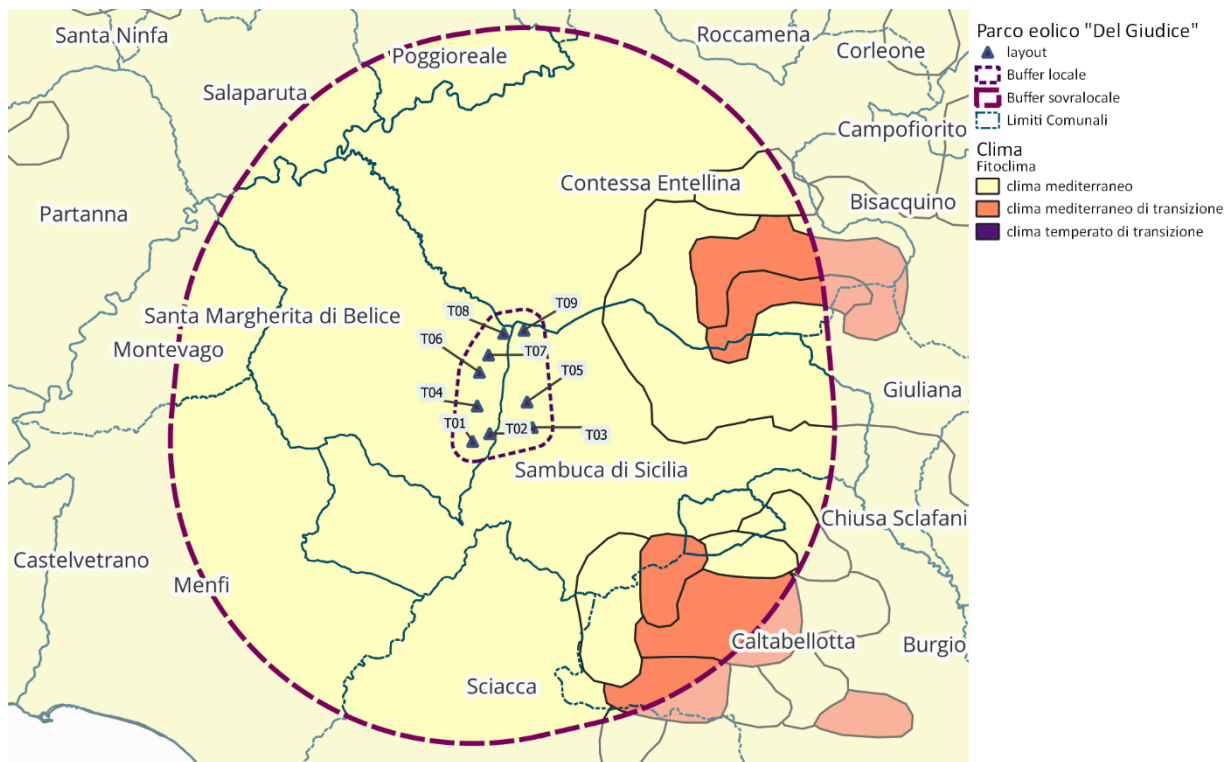 Santa Ninfa
Roccamena
Corleone
Poggioreale
Salaparuta
Campofiorito
Contessa Entellina
Bisacquino
Partanna
Santa Margherita di Belice
Montevago
T08
T09
T06
T07
T04
T05
T01
T02
T03
Giuliana
Sambuca di Sicilia
Chiusa Sclafani
Castelvetrano
Menfi
Caltabellotta
Burgio
Sciacca
Parco eolico "Del Giudice"
layout
Buffer locale
Buffer sovralocale
Limiti Comunali
Clima
Fitoclima
clima mediterraneo
clima mediterraneo di transizione
clima temperato di transizione